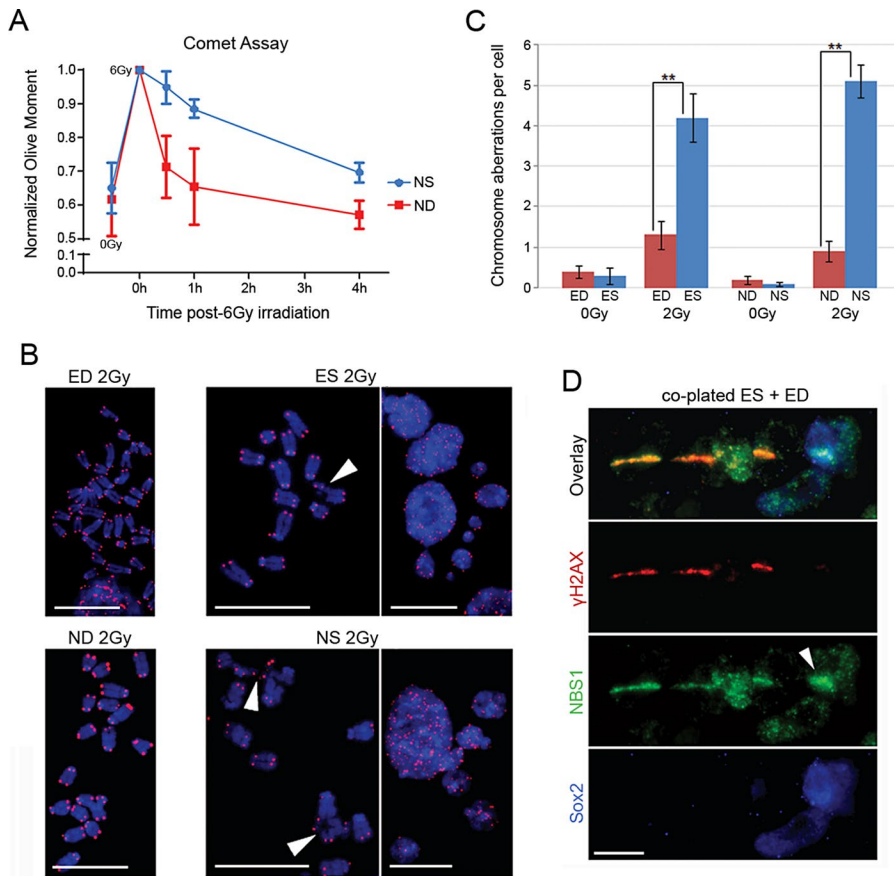 A
Comet Assay
Normalized Olive Moment
1.0
0.9
0.8
0.7
0.6
0.5
0.1
0.0
6Gy
0Gy
NS
ND
0h
1h
2h
3h
4h
Time post-6Gy irradiation
C
Chromosome aberrations per cell
6
5
4
3
2
1
0
**
**
ED ES ED ES ND NS ND NS
0Gy 2Gy 0Gy 2Gy
B
ED 2Gy
ES 2Gy
ND 2Gy
NS 2Gy
D
co-plated ES + ED
Overlay
γH2AX
NBS1
Sox2